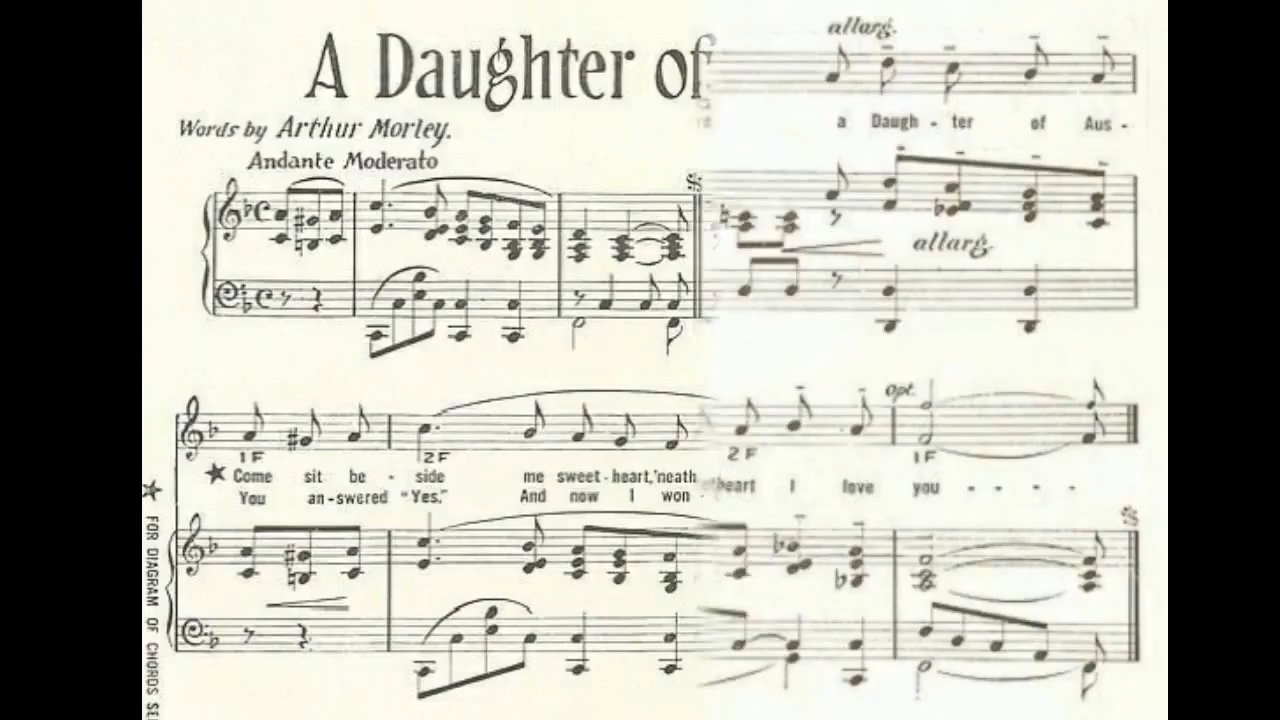 A Daughter of
Words by Arthur Morley.
Andante Moderato
allarg.
a Daugh - ter of Aus -
allarg.
1F 2F
Come sit be - side me sweet - heart, 'neath
You an-swered "Yes." And now I won -
Opt.
2F 1F
heart I love you - - - -
FOR DIAGRAM OF CHORDS